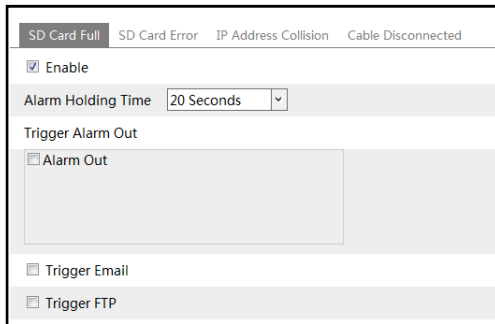 SD Card Full SD Card Error IP Address Collision Cable Disconnected
Enable
Alarm Holding Time 20 Seconds
Trigger Alarm Out
Alarm Out
Trigger Email
Trigger FTP